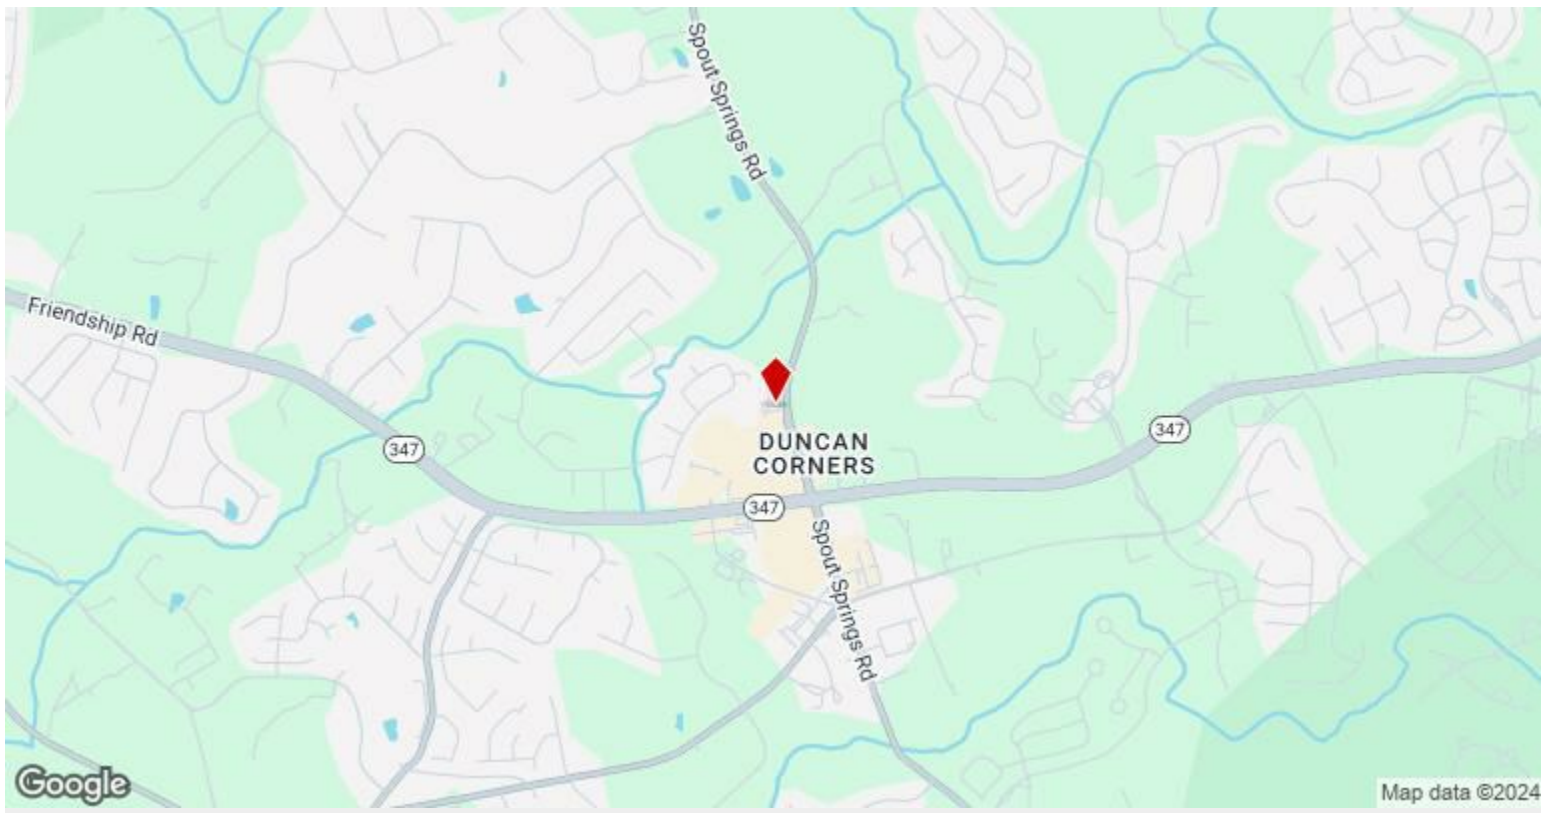 Spout Springs Rd
Friendship Rd
347
DUNCAN
CORNERS
347
347
Spout Springs Rd
Google
Map data ©2024